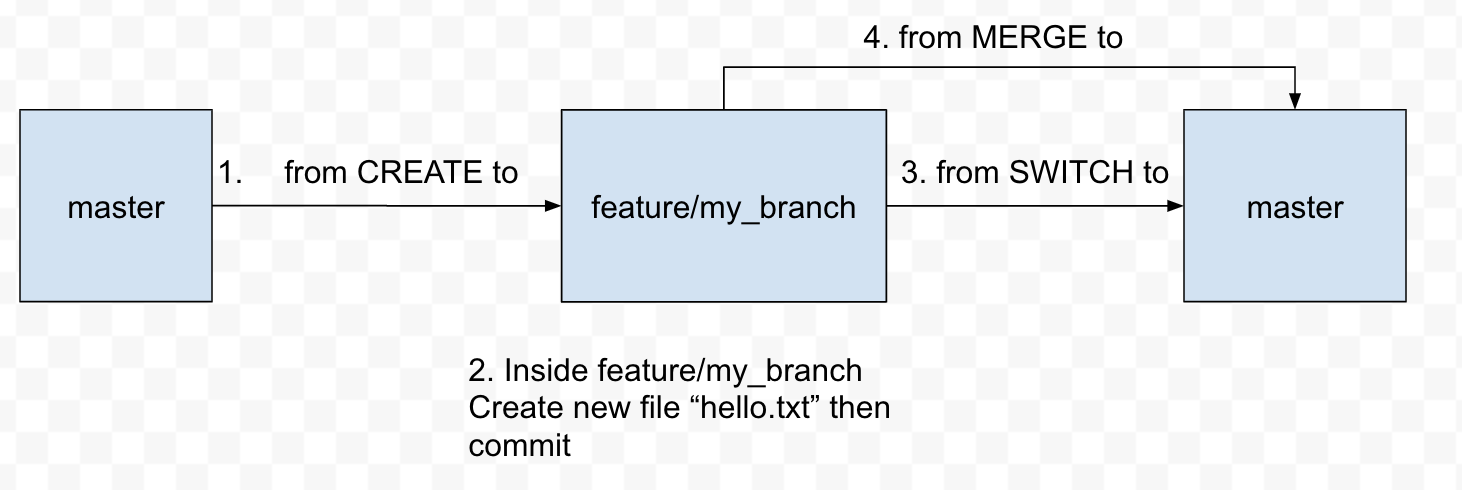 4. from MERGE to
1. from CREATE to
3. from SWITCH to
master
feature/my_branch
master
2. Inside feature/my_branch
Create new file “hello.txt” then
commit